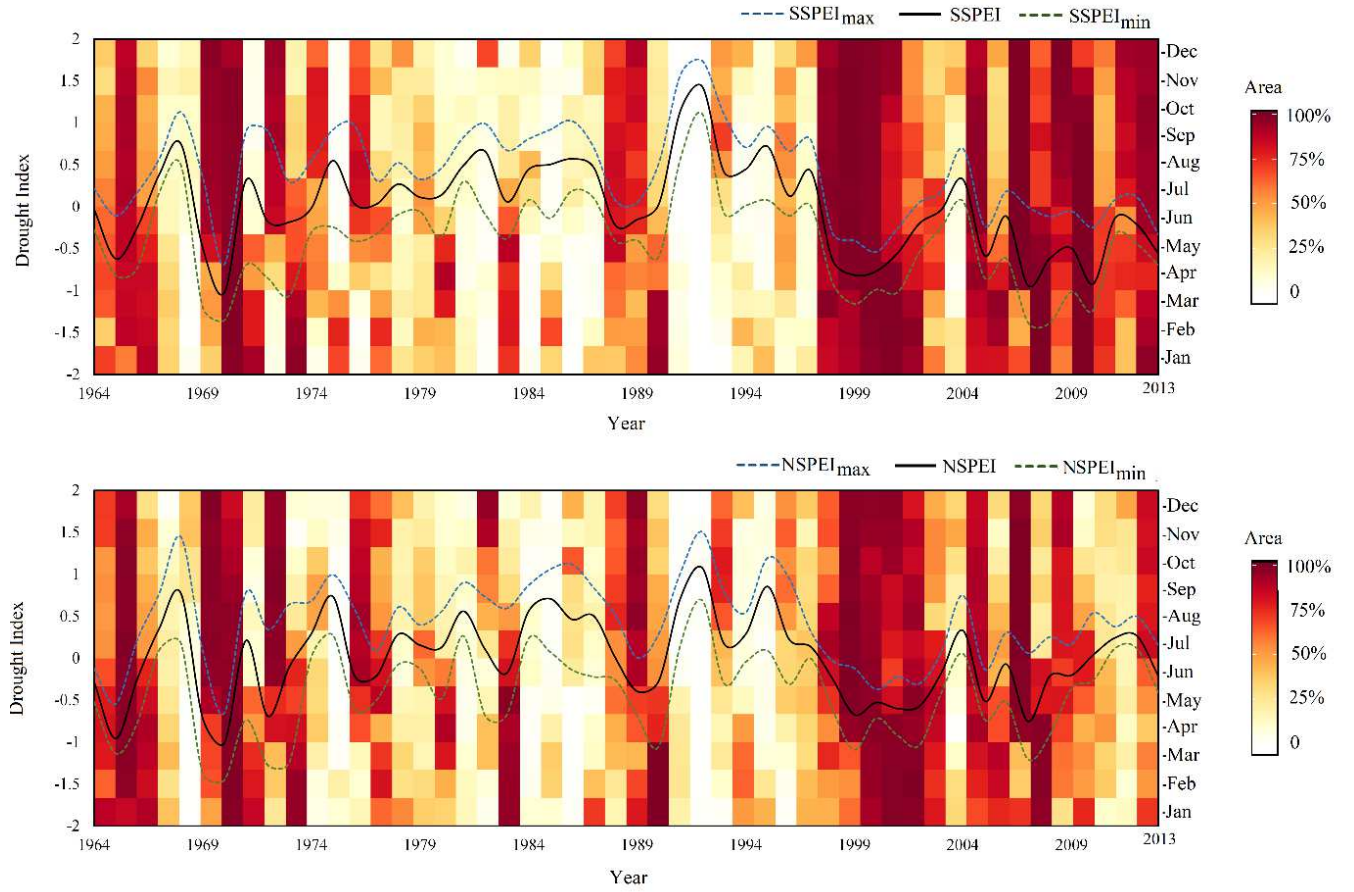 SSPEImax SSPEI SSPEImin
Drought Index
2
1.5
1
0.5
0
-0.5
-1
-1.5
-2
-Dec
-Nov
-Oct
-Sep
-Aug
-Jul
-Jun
-May
-Apr
-Mar
-Feb
-Jan
1964 1969 1974 1979 1984 1989 1994 1999 2004 2009 2013
Year
Area
100%
75%
50%
25%
0
NSPEImax NSPEI NSPEImin
Drought Index
2
1.5
1
0.5
0
-0.5
-1
-1.5
-2
-Dec
-Nov
-Oct
-Sep
-Aug
-Jul
-Jun
-May
-Apr
-Mar
-Feb
-Jan
1964 1969 1974 1979 1984 1989 1994 1999 2004 2009 2013
Year
Area
100%
75%
50%
25%
0